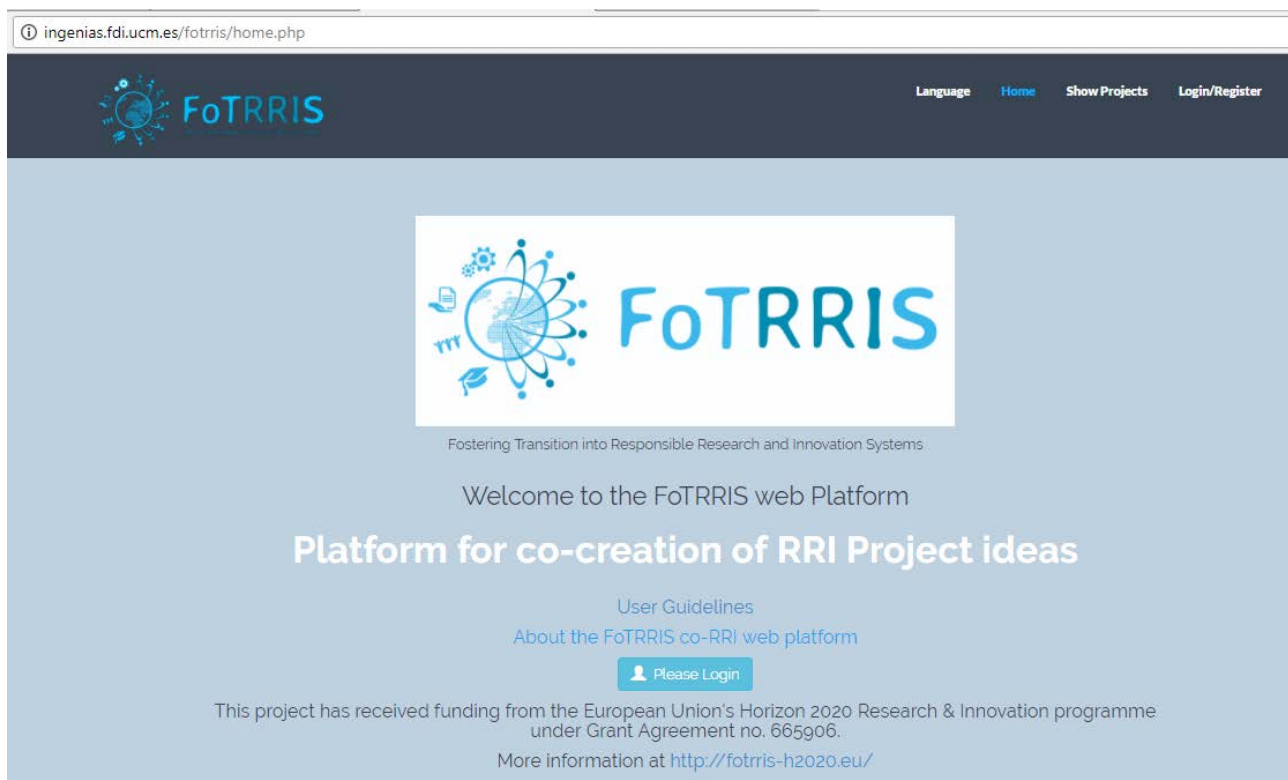 ingenias.fdi.ucm.es/fotrris/home.php
FoTRRIS
Language Home Show Projects Login/Register
FoTRRIS
Fostering Transition into Responsible Research and Innovation Systems
Welcome to the FoTRRIS web Platform
Platform for co-creation of RRI Project ideas
User Guidelines
About the FoTRRIS co-RRI web platform
Please Login
This project has received funding from the European Union's Horizon 2020 Research & Innovation programme
under Grant Agreement no. 665906.
More information at http://fotrris-h2020.eu/